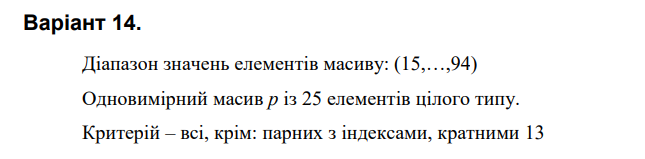 Варіант 14.
Діапазон значень елементів масиву: (15,…,94)
Одновимірний масив p із 25 елементів цілого типу.
Критерій – всі, крім: парних з індексами, кратними 13